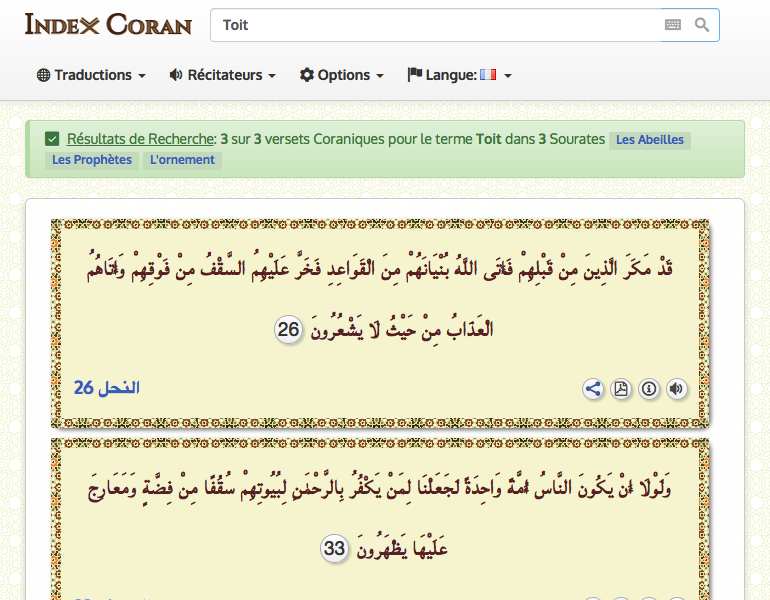 Index Coran
Toit
Traductions Récitateurs Options Langue:
Résultats de Recherche: 3 sur 3 versets Coraniques pour le terme Toit dans 3 Sourates Les Abeilles
Les Prophètes L'ornement
قَدْ مَكَرَ الَّذِينَ مِنْ قَبْلِهِمْ فَأَتَى اللَّهُ بُنْيَانَهُمْ مِنَ الْقَوَاعِدِ فَخَرَّ عَلَيْهِمُ السَّقْفُ مِنْ فَوْقِهِمْ وَأَتَاهُمُ
الْعَذَابُ مِنْ حَيْثُ لَا يَشْعُرُونَ 26
النحل 26
وَلَوْلَا أَنْ يَكُونَ النَّاسُ أُمَّةً وَاحِدَةً لَجَعَلْنَا لِمَنْ يَكْفُرُ بِالرَّحْمَٰنِ لِبُيُوتِهِمْ سُقُفًا مِنْ فِضَّةٍ وَمَعَارِجَ
عَلَيْهَا يَظْهَرُونَ 33